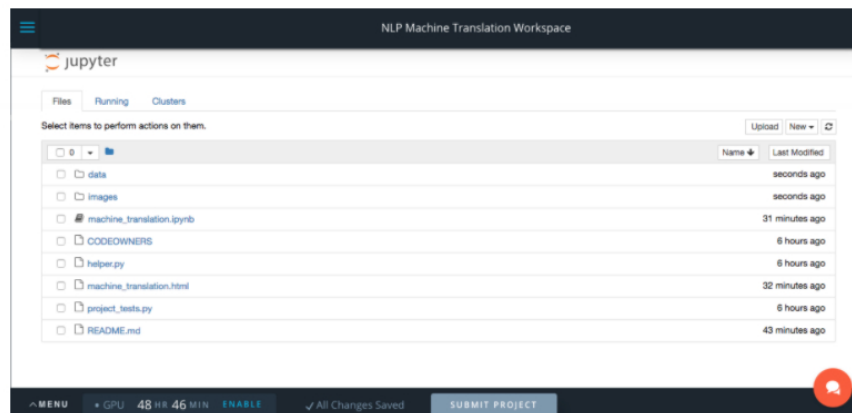 NLP Machine Translation Workspace
jupyter
Files Running Clusters
Select items to perform actions on them. Upload New
0 Name Last Modified
data seconds ago
images seconds ago
machine_translation.ipynb 31 minutes ago
CODEOWNERS 6 hours ago
helper.py 6 hours ago
machine_translation.html 32 minutes ago
project_tests.py 6 hours ago
README.md 43 minutes ago
MENU GPU 48 HR 46 MIN ENABLE All Changes Saved SUBMIT PROJECT